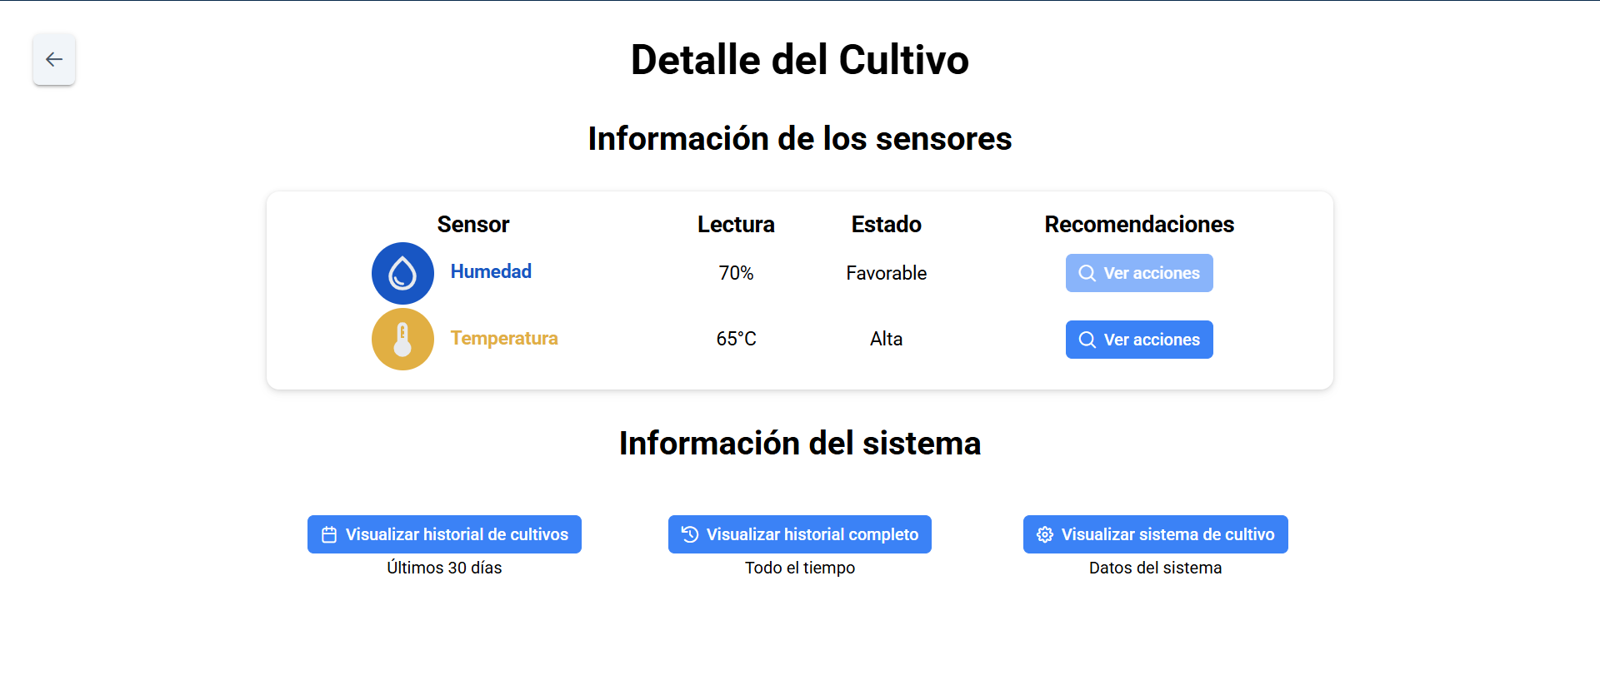 Detalle del Cultivo
Información de los sensores
Sensor Lectura Estado Recomendaciones
Humedad 70% Favorable Ver acciones
Temperatura 65°C Alta Ver acciones
Información del sistema
Visualizar historial de cultivos Visualizar historial completo Visualizar sistema de cultivo
Últimos 30 días Todo el tiempo Datos del sistema